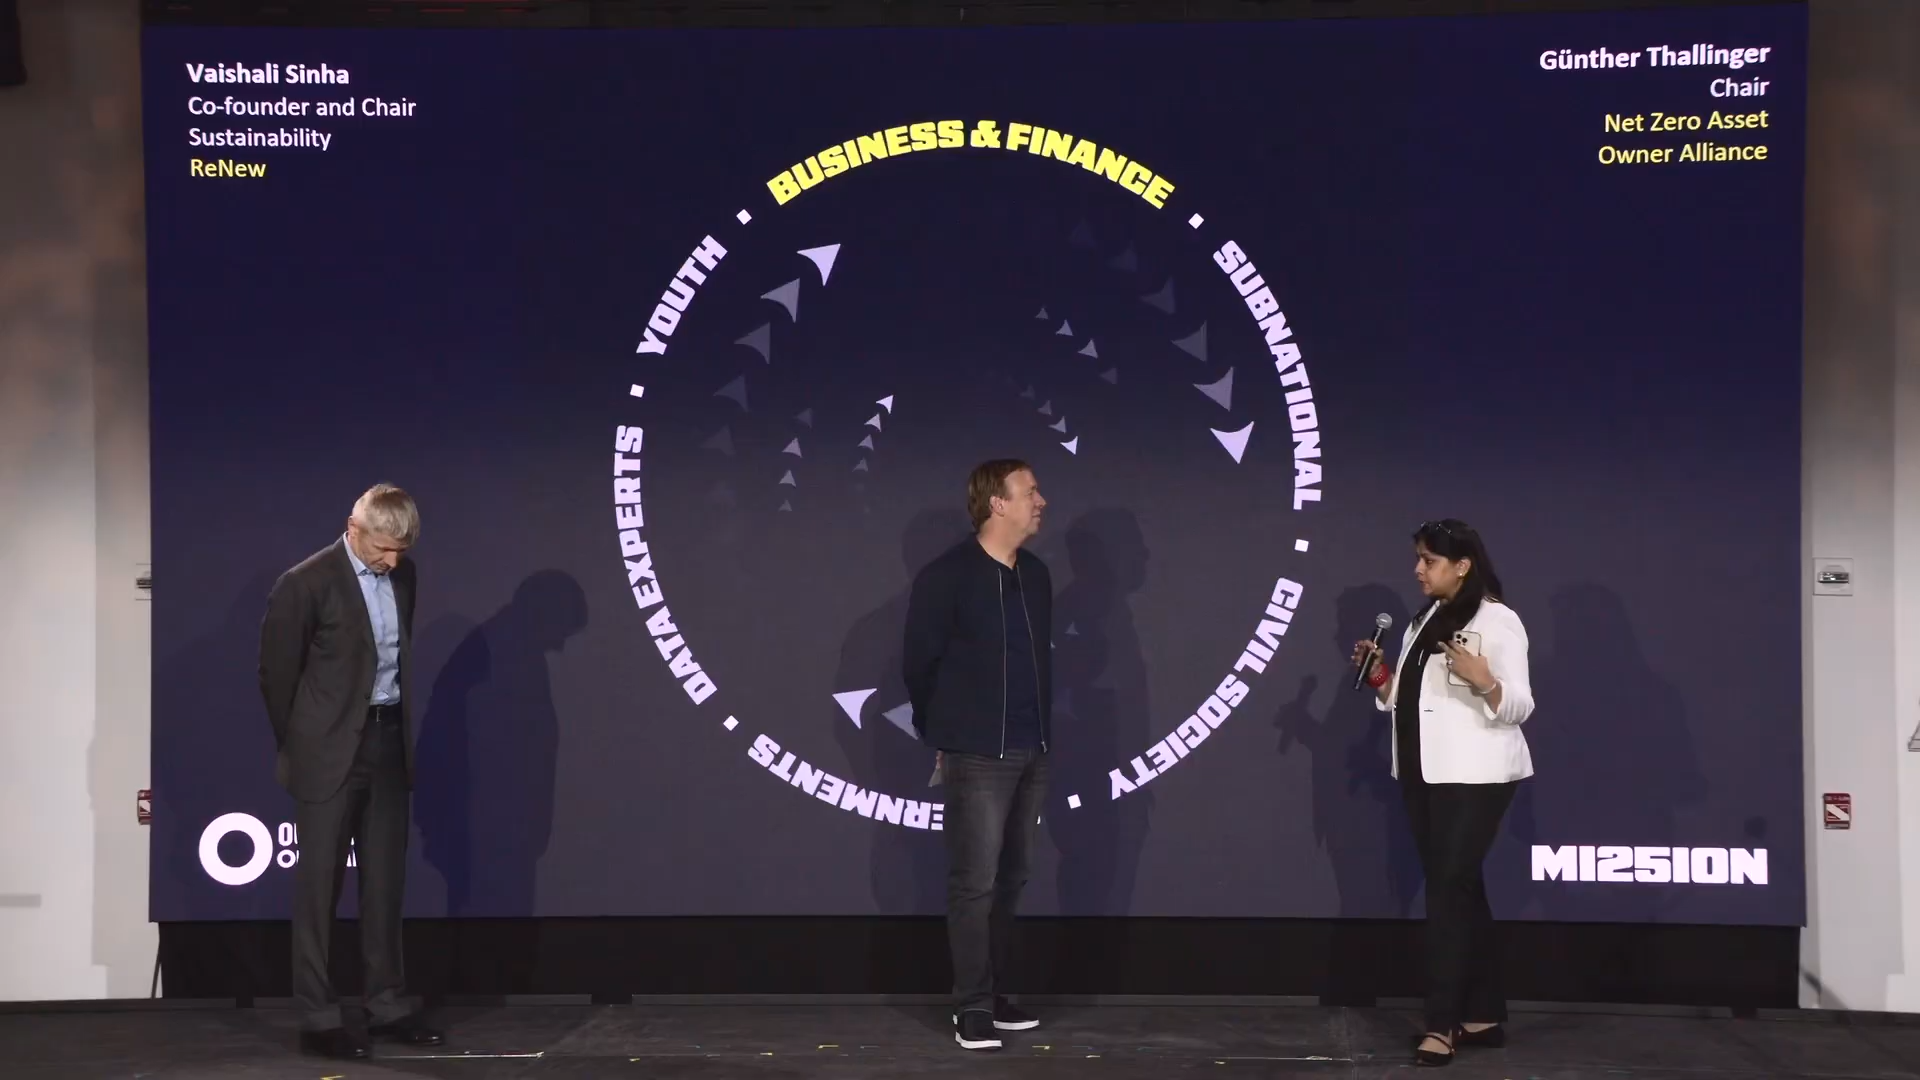 Vaishali Sinha
Co-founder and Chair
Sustainability
ReNew
Günther Thallinger
Chair
Net Zero Asset
Owner Alliance
BUSINESS & FINANCE
SUBNATIONAL
CIVIL SOCIETY
DATA EXPERTS
YOUTH
MI25ION